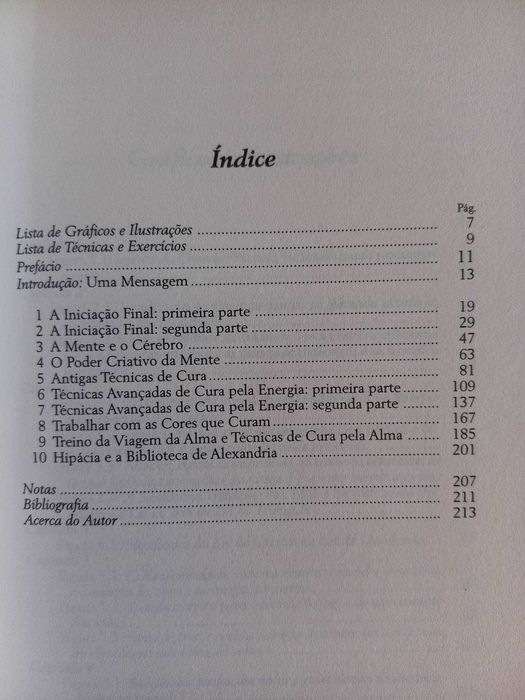 Índice
Pág.
Lista de Gráficos e Ilustrações 7
Lista de Técnicas e Exercícios 9
Prefácio 11
Introdução: Uma Mensagem 13
1 A Iniciação Final: primeira parte 19
2 A Iniciação Final: segunda parte 29
3 A Mente e o Cérebro 47
4 O Poder Criativo da Mente 63
5 Antigas Técnicas de Cura 81
6 Técnicas Avançadas de Cura pela Energia: primeira parte 109
7 Técnicas Avançadas de Cura pela Energia: segunda parte 137
8 Trabalhar com as Cores que Curam 167
9 Treino da Viagem da Alma e Técnicas de Cura pela Alma 185
10 Hipácia e a Biblioteca de Alexandria 201
Notas 207
Bibliografia 211
Acerca do Autor 213